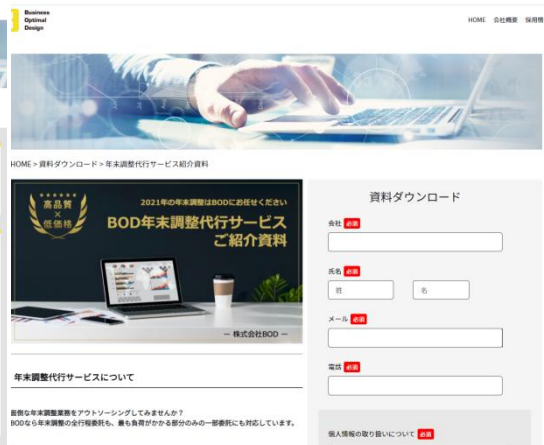 Business
Optimal
Design
HOME 会社概要 採用情
HOME > 資料ダウンロード > 年末調整代行サービス紹介資料
高品質
×
低価格
2021年の年末調整はBODにお任せください
BOD年末調整代行サービス
ご紹介資料
― 株式会社BOD ―
年末調整代行サービスについて
面倒な年末調整業務をアウトソーシングしてみませんか?
BODなら年末調整の全行程委託も、最も負荷がかかる部分のみの一部委託にも対応しています。
資料ダウンロード
会社 必須
氏名 必須
姓 名
メール 必須
電話 必須
個人情報の取り扱いについて 必須